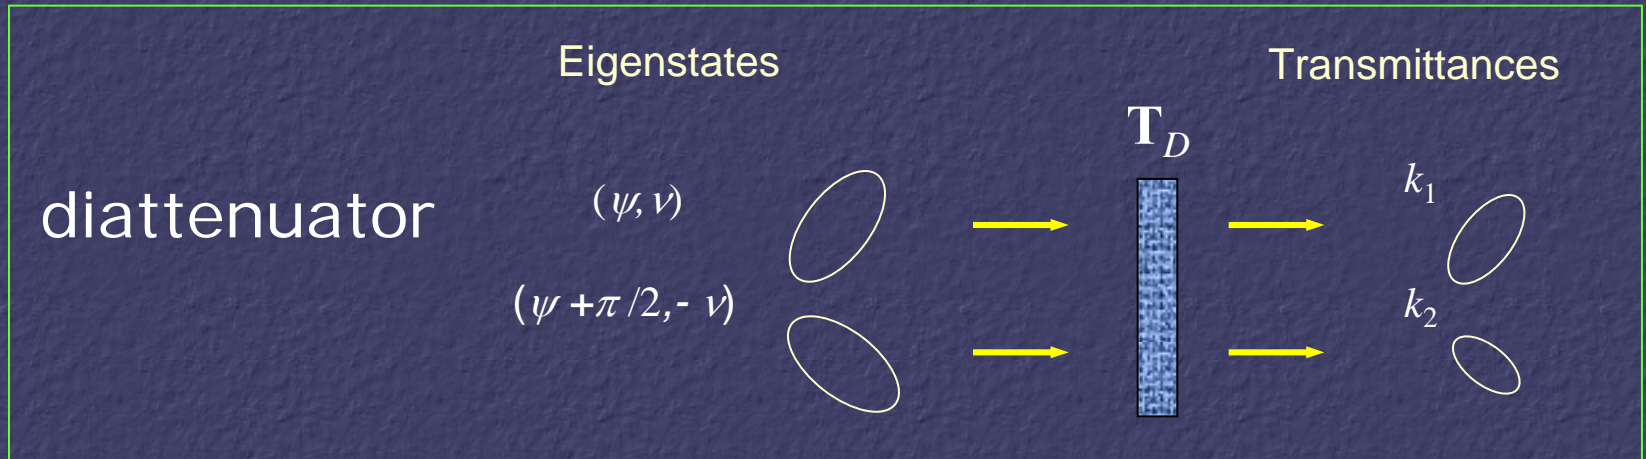 Eigenstates
Transmittances
T_D
diattenuator
(ψ, ν)
k₁
(ψ +π /2,- ν)
k₂